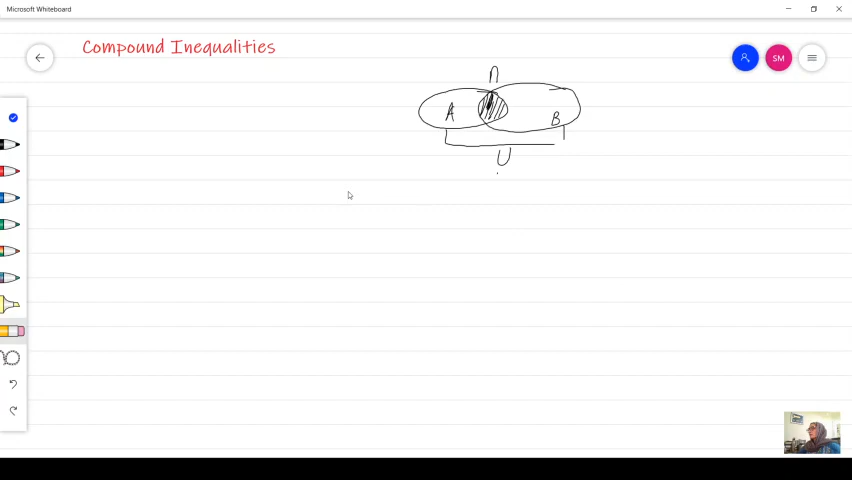 Microsoft Whiteboard
Compound Inequalities
SM
∩
A
B
U